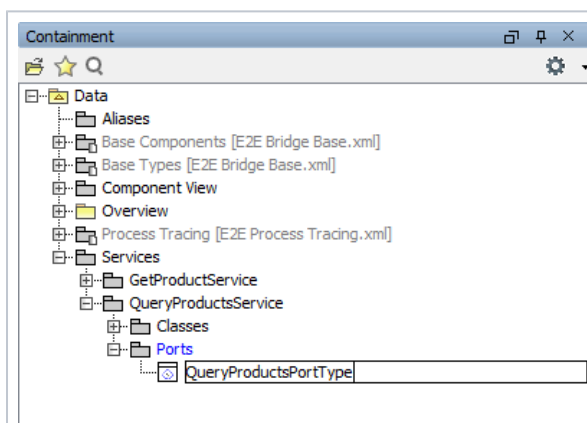 Containment
Data
Aliases
Base Components [E2E Bridge Base.xml]
Base Types [E2E Bridge Base.xml]
Component View
Overview
Process Tracing [E2E Process Tracing.xml]
Services
GetProductService
QueryProductsService
Classes
Ports
QueryProductsPortType